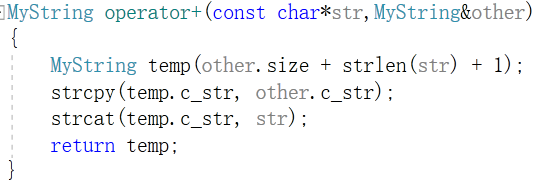 MyString operator+(const char*str,MyString&other)
{
MyString temp(other.size + strlen(str) + 1);
strcpy(temp.c_str, other.c_str);
strcat(temp.c_str, str);
return temp;
}